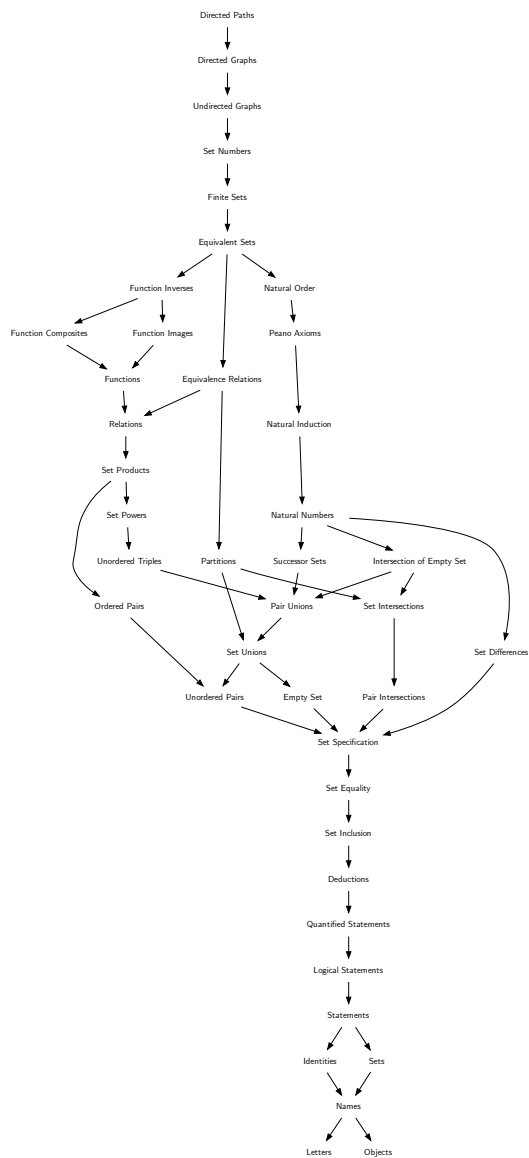 Directed Paths
Directed Graphs
Undirected Graphs
Set Numbers
Finite Sets
Equivalent Sets
Function Inverses
Natural Order
Function Composites
Function Images
Peano Axioms
Functions
Equivalence Relations
Relations
Natural Induction
Set Products
Set Powers
Natural Numbers
Unordered Triples
Partitions
Successor Sets
Intersection of Empty Set
Ordered Pairs
Pair Unions
Set Intersections
Set Unions
Set Differences
Unordered Pairs
Empty Set
Pair Intersections
Set Specification
Set Equality
Set Inclusion
Deductions
Quantified Statements
Logical Statements
Statements
Identities
Sets
Names
Letters
Objects